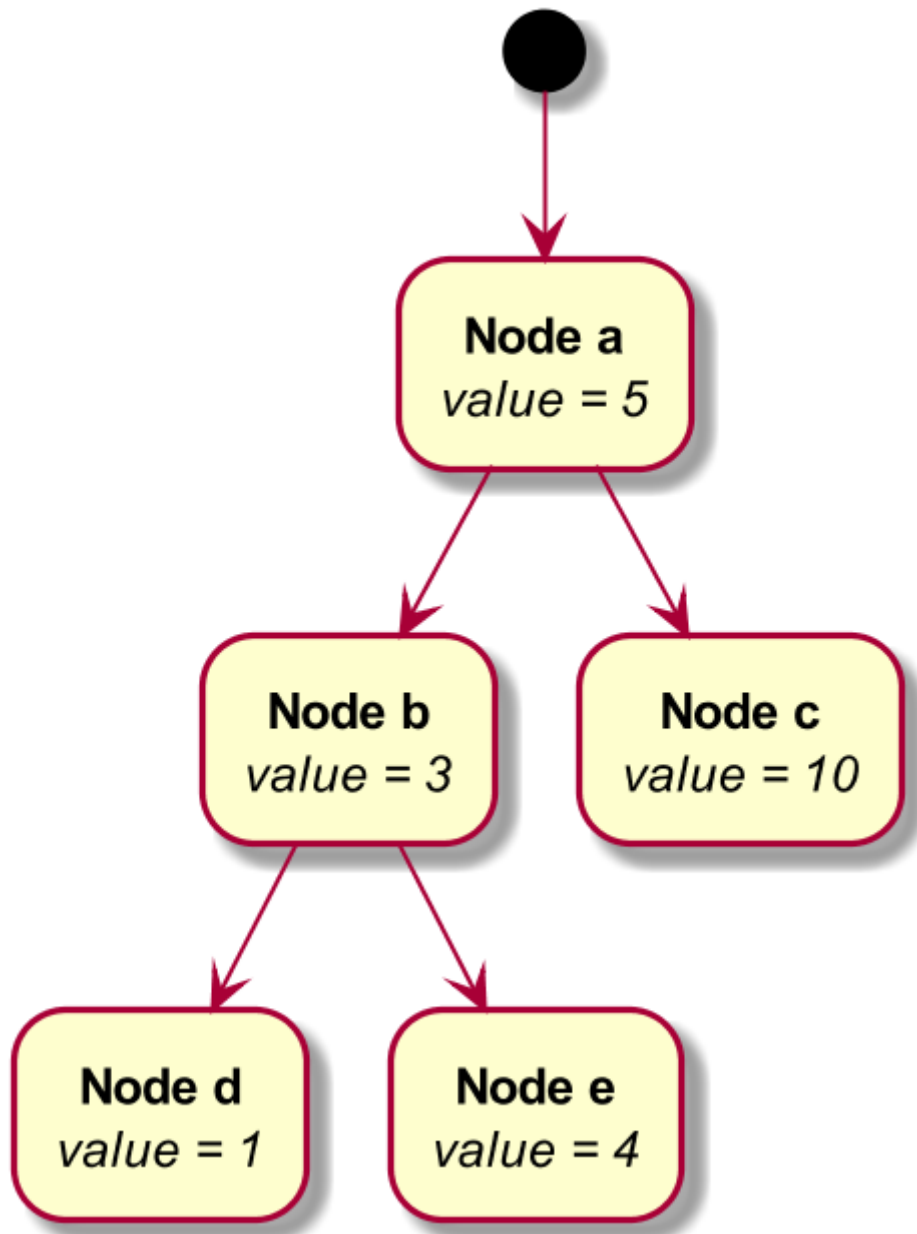 Node a
value = 5
Node b
value = 3
Node c
value = 10
Node d
value = 1
Node e
value = 4